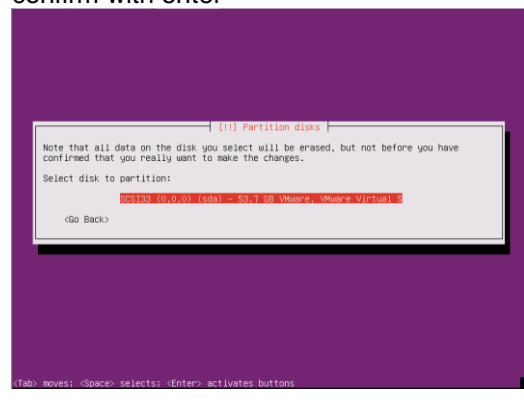 confirm with enter
[!!] Partition disks
Note that all data on the disk you select will be erased, but not before you have
confirmed that you really want to make the changes.
Select disk to partition:
SCSI33 (0,0,0) (sda) - 53.7 GB VMware, VMware Virtual S
<Go Back>
<Tab> moves; <Space> selects; <Enter> activates buttons